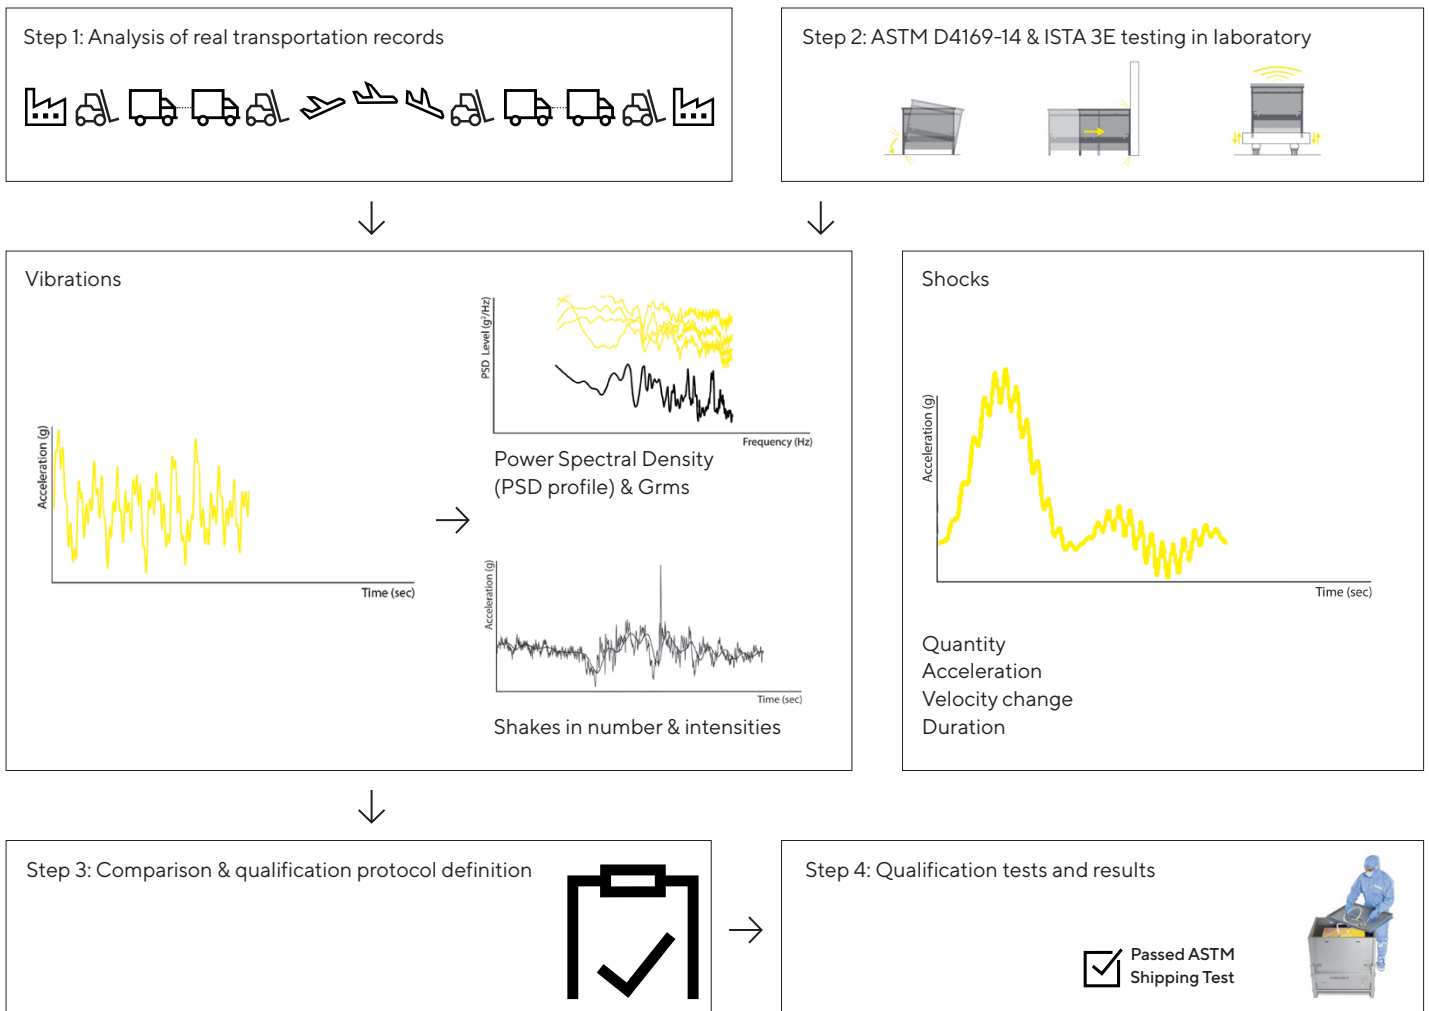 Step 1: Analysis of real transportation records
Step 2: ASTM D4169-14 & ISTA 3E testing in laboratory
Vibrations
Acceleration (g)
Time (sec)
PSD Level (g²/Hz)
Frequency (Hz)
Power Spectral Density
(PSD profile) & Grms
Acceleration (g)
Time (sec)
Shakes in number & intensities
Shocks
Acceleration (g)
Time (sec)
Quantity
Acceleration
Velocity change
Duration
Step 3: Comparison & qualification protocol definition
Step 4: Qualification tests and results
Passed ASTM
Shipping Test